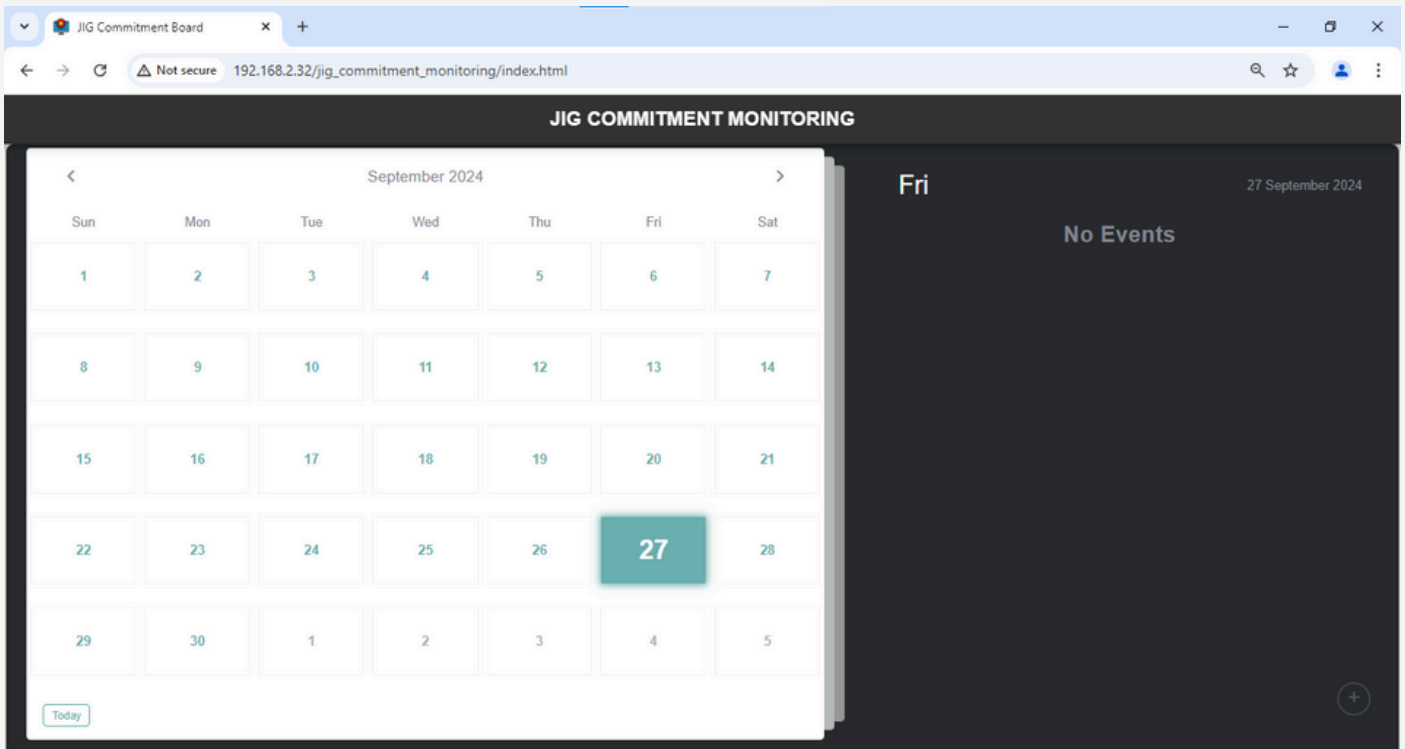 JIG Commitment Board
Not secure 192.168.2.32/jig_commitment_monitoring/index.html
JIG COMMITMENT MONITORING
September 2024
Sun Mon Tue Wed Thu Fri Sat
1 2 3 4 5 6 7
8 9 10 11 12 13 14
15 16 17 18 19 20 21
22 23 24 25 26 27 28
29 30 1 2 3 4 5
Today
Fri 27 September 2024
No Events